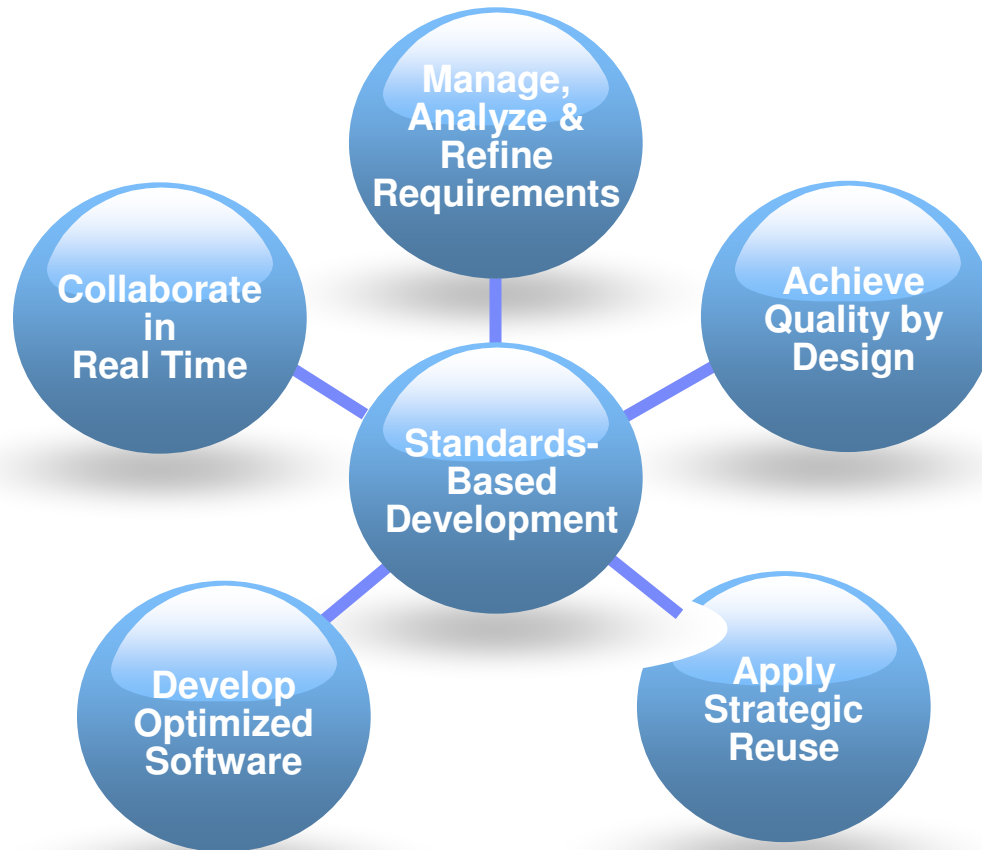 Manage,
Analyze &
Refine
Requirements
Collaborate
in
Real Time
Achieve
Quality by
Design
Standards-
Based
Development
Develop
Optimized
Software
Apply
Strategic
Reuse